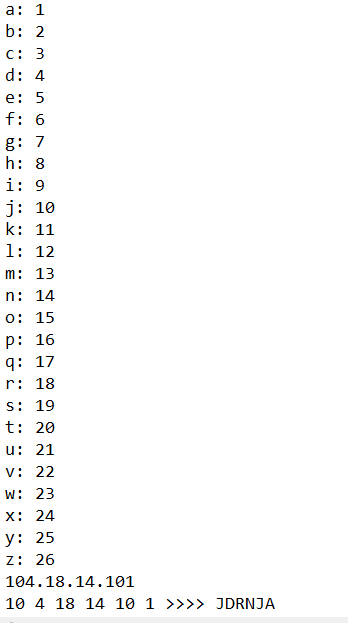 a: 1
b: 2
c: 3
d: 4
e: 5
f: 6
g: 7
h: 8
i: 9
j: 10
k: 11
l: 12
m: 13
n: 14
o: 15
p: 16
q: 17
r: 18
s: 19
t: 20
u: 21
v: 22
w: 23
x: 24
y: 25
z: 26
104.18.14.101
10 4 18 14 10 1 >>>> JDRNJA